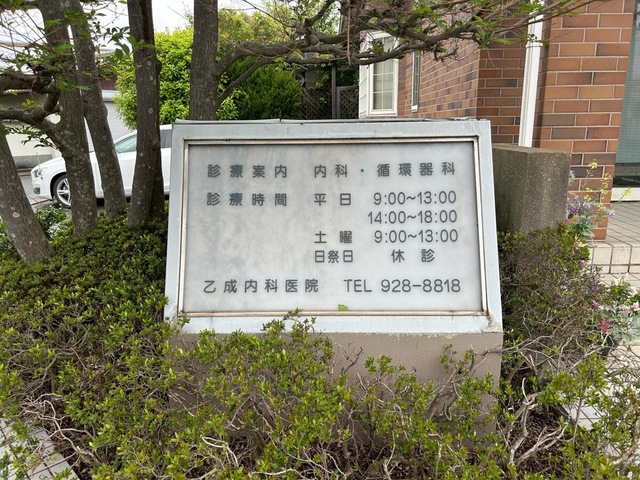 診療案内 内科・循環器科
診療時間 平日 9:00~13:00
14:00~18:00
土曜 9:00~13:00
日祭日 休診
乙成内科医院 TEL 928-8818